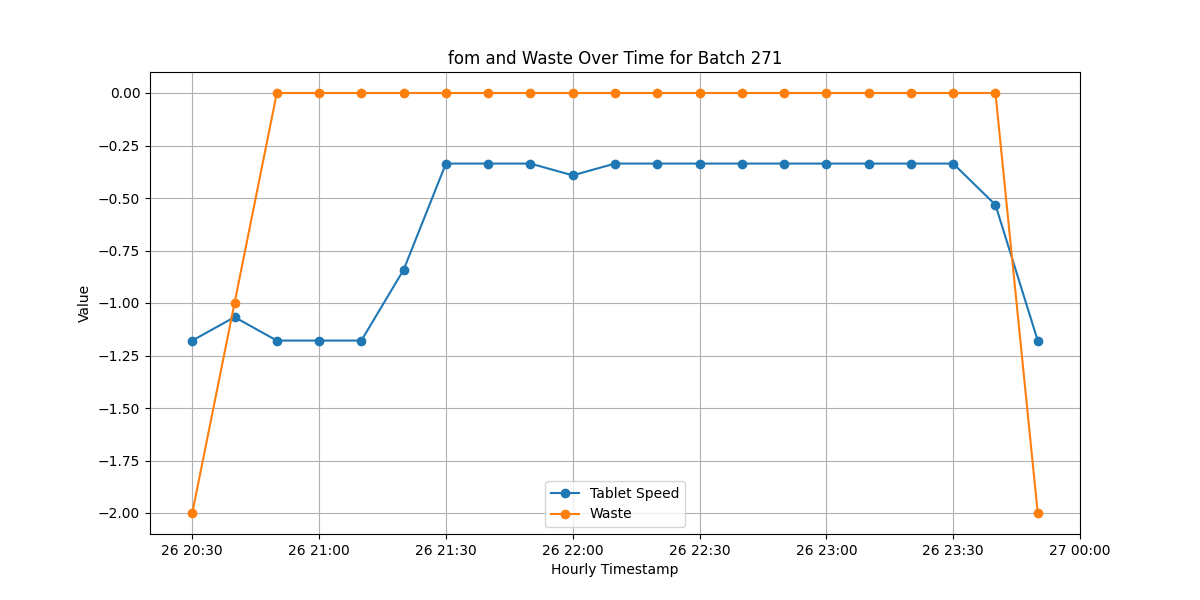 fom and Waste Over Time for Batch 271
0.00
−0.25
−0.50
−0.75
−1.00
−1.25
−1.50
−1.75
−2.00
Value
Tablet Speed
Waste
26 20:30 26 21:00 26 21:30 26 22:00 26 22:30 26 23:00 26 23:30 27 00:00
Hourly Timestamp